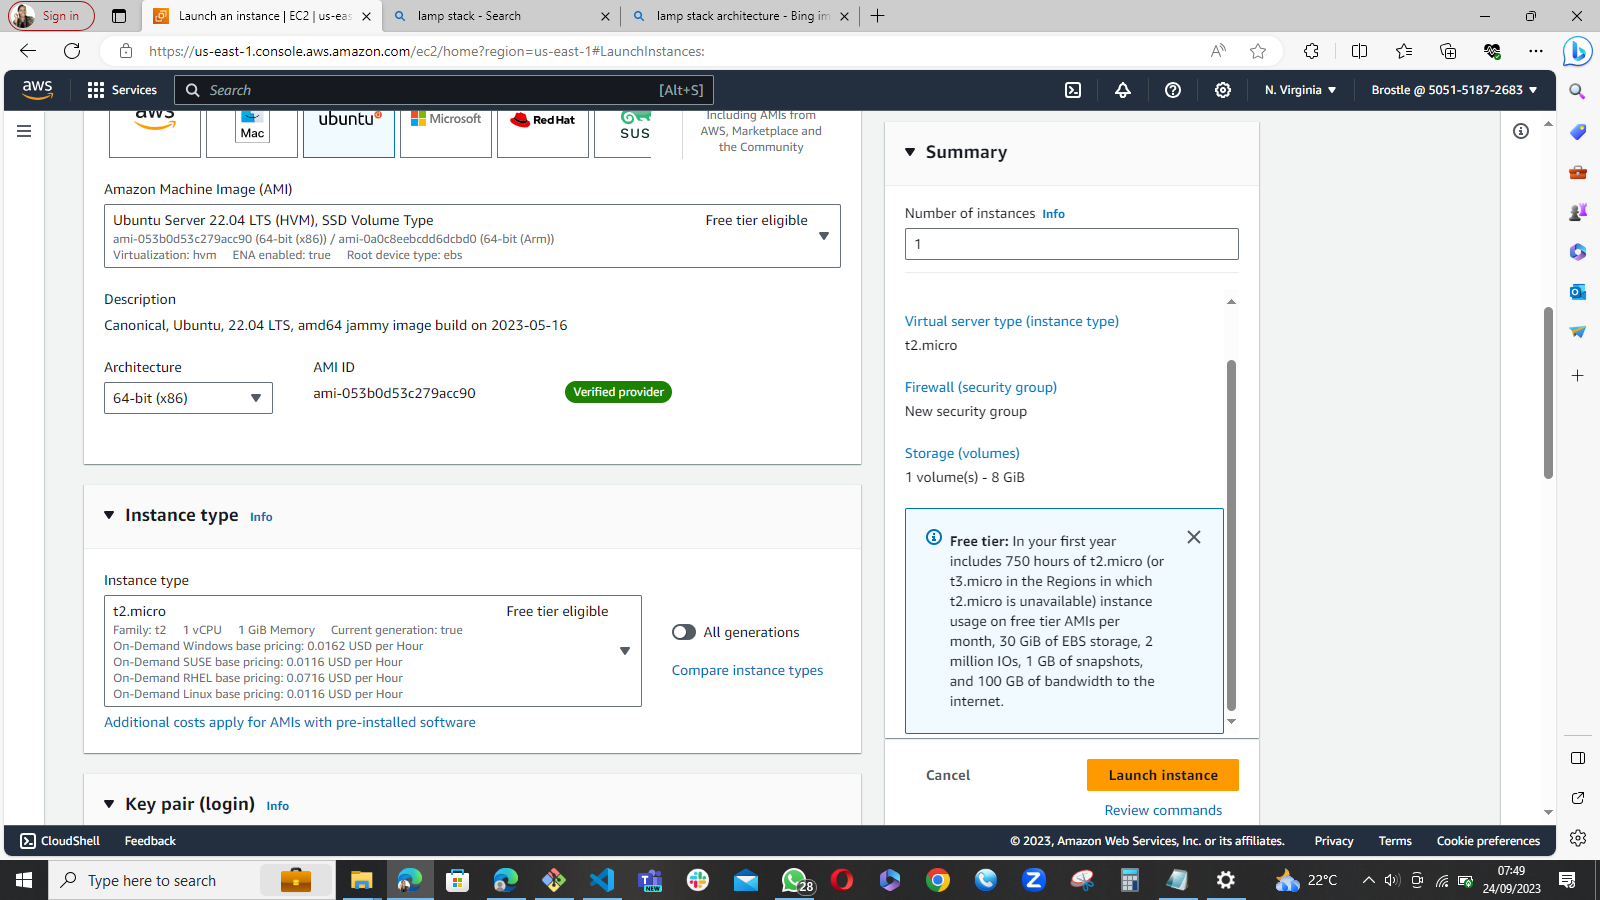 Sign in
Launch an instance | EC2 | us-eas
lamp stack - Search
lamp stack architecture - Bing im
https://us-east-1.console.aws.amazon.com/ec2/home?region=us-east-1#LaunchInstances:
aws
Services
Search
[Alt+S]
N. Virginia
Brostle @ 5051-5187-2683
aws
Mac
ubuntu
Microsoft
Red Hat
SUS
Including AMIs from
AWS, Marketplace and
the Community
Amazon Machine Image (AMI)
Ubuntu Server 22.04 LTS (HVM), SSD Volume Type
Free tier eligible
ami-053b0d53c279acc90 (64-bit (x86)) / ami-0a0c8eebcdd6dcbd0 (64-bit (Arm))
Virtualization: hvm ENA enabled: true Root device type: ebs
Description
Canonical, Ubuntu, 22.04 LTS, amd64 jammy image build on 2023-05-16
Architecture
AMI ID
64-bit (x86)
ami-053b0d53c279acc90
Verified provider
Instance type Info
Instance type
t2.micro
Free tier eligible
Family: t2 1 vCPU 1 GiB Memory Current generation: true
On-Demand Windows base pricing: 0.0162 USD per Hour
On-Demand SUSE base pricing: 0.0116 USD per Hour
On-Demand RHEL base pricing: 0.0716 USD per Hour
On-Demand Linux base pricing: 0.0116 USD per Hour
All generations
Compare instance types
Additional costs apply for AMIs with pre-installed software
Key pair (login) Info
Summary
Number of instances Info
1
Virtual server type (instance type)
t2.micro
Firewall (security group)
New security group
Storage (volumes)
1 volume(s) - 8 GiB
Free tier: In your first year
includes 750 hours of t2.micro (or
t3.micro in the Regions in which
t2.micro is unavailable) instance
usage on free tier AMIs per
month, 30 GiB of EBS storage, 2
million IOs, 1 GB of snapshots,
and 100 GB of bandwidth to the
internet.
Cancel
Launch instance
Review commands
CloudShell
Feedback
© 2023, Amazon Web Services, Inc. or its affiliates.
Privacy
Terms
Cookie preferences
Type here to search
NEW
28
22°C
07:49
24/09/2023